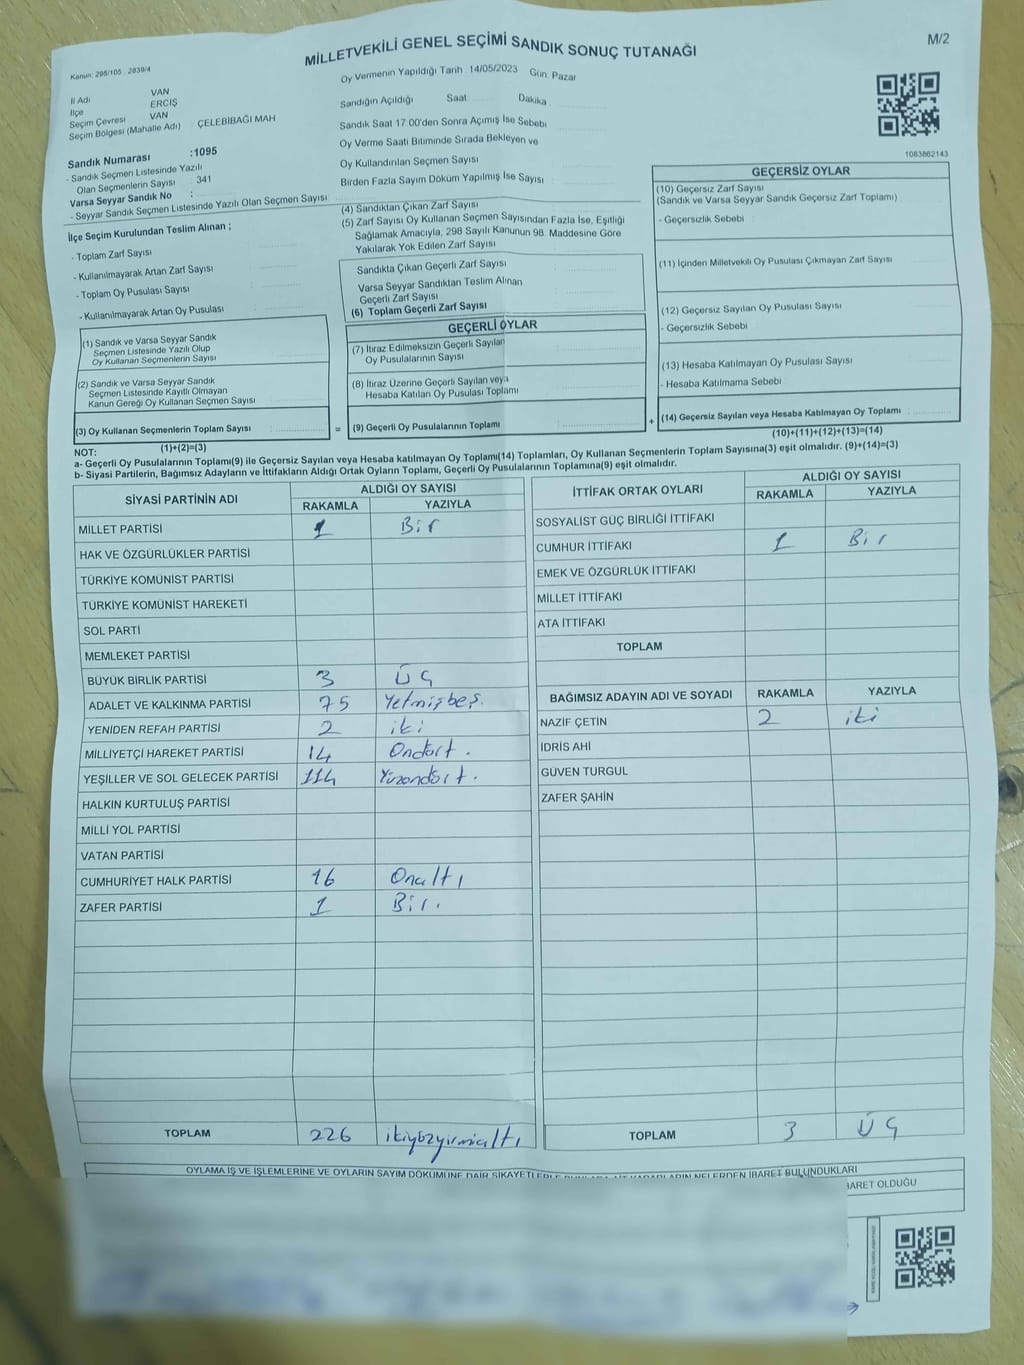 MİLLETVEKİLİ GENEL SEÇİMİ SANDIK SONUÇ TUTANAĞI
M/2
Kanun: 298/105 , 2839/4
Oy Vermenin Yapıldığı Tarih 14/05/2023 Gün Pazar
İl Adı VAN
İlçe ERCİŞ
Seçim Çevresi VAN
Seçim Bölgesi (Mahalle Adı) ÇELEBİBAĞI MAH
Sandığın Açıldığı Saat Dakika
Sandık Saat 17 00'den Sonra Açımış İse Sebebi
Oy Verme Saati Bitiminde Sırada Bekleyen ve
Oy Kullandırılan Seçmen Sayısı
Birden Fazla Sayım Döküm Yapılmış İse Sayısı
1083862143
Sandık Numarası :1095
- Sandık Seçmen Listesinde Yazılı
Olan Seçmenlerin Sayısı 341
Varsa Seyyar Sandık No :
- Seyyar Sandık Seçmen Listesinde Yazılı Olan Seçmen Sayısı
İlçe Seçim Kurulundan Teslim Alınan ;
- Toplam Zarf Sayısı
- Kullanılmayarak Artan Zarf Sayısı
- Toplam Oy Pusulası Sayısı
- Kullanılmayarak Artan Oy Pusulası
(4) Sandıktan Çıkan Zarf Sayısı
(5) Zarf Sayısı Oy Kullanan Seçmen Sayısından Fazla İse, Eşitliği
Sağlamak Amacıyla, 298 Sayılı Kanunun 98. Maddesine Göre
Yakılarak Yok Edilen Zarf Sayısı
Sandıkta Çıkan Geçerli Zarf Sayısı
Varsa Seyyar Sandıktan Teslim Alınan
Geçerli Zarf Sayısı
(6) Toplam Geçerli Zarf Sayısı
GEÇERSİZ OYLAR
(10) Geçersiz Zarf Sayısı
(Sandık ve Varsa Seyyar Sandık Geçersiz Zarf Toplamı)
- Geçersizlik Sebebi
(11) İçinden Milletvekili Oy Pusulası Çıkmayan Zarf Sayısı
(12) Geçersiz Sayılan Oy Pusulası Sayısı
- Geçersizlik Sebebi
(13) Hesaba Katılmayan Oy Pusulası Sayısı
- Hesaba Katılmama Sebebi
(14) Geçersiz Sayılan veya Hesaba Katılmayan Oy Toplamı
(10)+(11)+(12)+(13)=(14)
(1) Sandık ve Varsa Seyyar Sandık
Seçmen Listesinde Yazılı Olup
Oy Kullanan Seçmenlerin Sayısı
(2) Sandık ve Varsa Seyyar Sandık
Seçmen Listesinde Kayıtlı Olmayan
Kanun Gereği Oy Kullanan Seçmen Sayısı
(3) Oy Kullanan Seçmenlerin Toplam Sayısı
(1)+(2)=(3)
=
GEÇERLİ OYLAR
(7) İtiraz Edilmeksizin Geçerli Sayılan
Oy Pusulalarının Sayısı
(8) İtiraz Üzerine Geçerli Sayılan veya
Hesaba Katılan Oy Pusulası Toplamı
(9) Geçerli Oy Pusulalarının Toplamı
+
NOT:
a- Geçerli Oy Pusulalarının Toplamı(9) ile Geçersiz Sayılan veya Hesaba katılmayan Oy Toplamı(14) Toplamları, Oy Kullanan Seçmenlerin Toplam Sayısına(3) eşit olmalıdır. (9)+(14)=(3)
b- Siyasi Partilerin, Bağımsız Adayların ve İttifakların Aldığı Ortak Oyların Toplamı, Geçerli Oy Pusulalarının Toplamına(9) eşit olmalıdır.
SİYASİ PARTİNİN ADI ALDIĞI OY SAYISI
RAKAMLA YAZIYLA
MİLLET PARTİSİ 1 Bir
HAK VE ÖZGÜRLÜKLER PARTİSİ
TÜRKİYE KOMÜNİST PARTİSİ
TÜRKİYE KOMÜNİST HAREKETİ
SOL PARTİ
MEMLEKET PARTİSİ
BÜYÜK BİRLİK PARTİSİ 3 ÜÇ
ADALET VE KALKINMA PARTİSİ 75 Yetmişbeş.
YENİDEN REFAH PARTİSİ 2 iki
MİLLİYETÇİ HAREKET PARTİSİ 14 Ondört.
YEŞİLLER VE SOL GELECEK PARTİSİ 114 Yüzondört.
HALKIN KURTULUŞ PARTİSİ
MİLLİ YOL PARTİSİ
VATAN PARTİSİ
CUMHURİYET HALK PARTİSİ 16 Onaltı
ZAFER PARTİSİ 1 Bir.
TOPLAM 226 ikiyüzyirmialtı
İTTİFAK ORTAK OYLARI ALDIĞI OY SAYISI
RAKAMLA YAZIYLA
SOSYALİST GÜÇ BİRLİĞİ İTTİFAKI
CUMHUR İTTİFAKI 1 Bir
EMEK VE ÖZGÜRLÜK İTTİFAKI
MİLLET İTTİFAKI
ATA İTTİFAKI
TOPLAM
BAĞIMSIZ ADAYIN ADI VE SOYADI RAKAMLA YAZIYLA
NAZİF ÇETİN 2 iki
İDRİS AHİ
GÜVEN TURGUL
ZAFER ŞAHİN
TOPLAM 3 ÜÇ
OYLAMA İŞ VE İŞLEMLERİNE VE OYLARIN SAYIM DÖKÜMÜNE DAİR ŞİKAYETLERLE NELERDEN İBARET BULUNDUKLARI
İBARET OLDUĞU